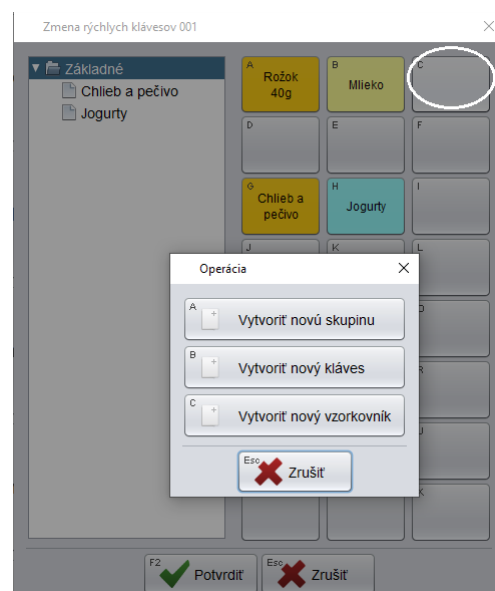 Zmena rýchlych klávesov 001
Základné
Chlieb a pečivo
Jogurty
A
Rožok
40g
B
Mlieko
C
D
E
F
G
Chlieb a
pečivo
H
Jogurty
I
J
K
L
Operácia
A
Vytvoriť novú skupinu
B
Vytvoriť nový kláves
C
Vytvoriť nový vzorkovník
Esc
Zrušiť
R
F2
Potvrdiť
Esc
Zrušiť